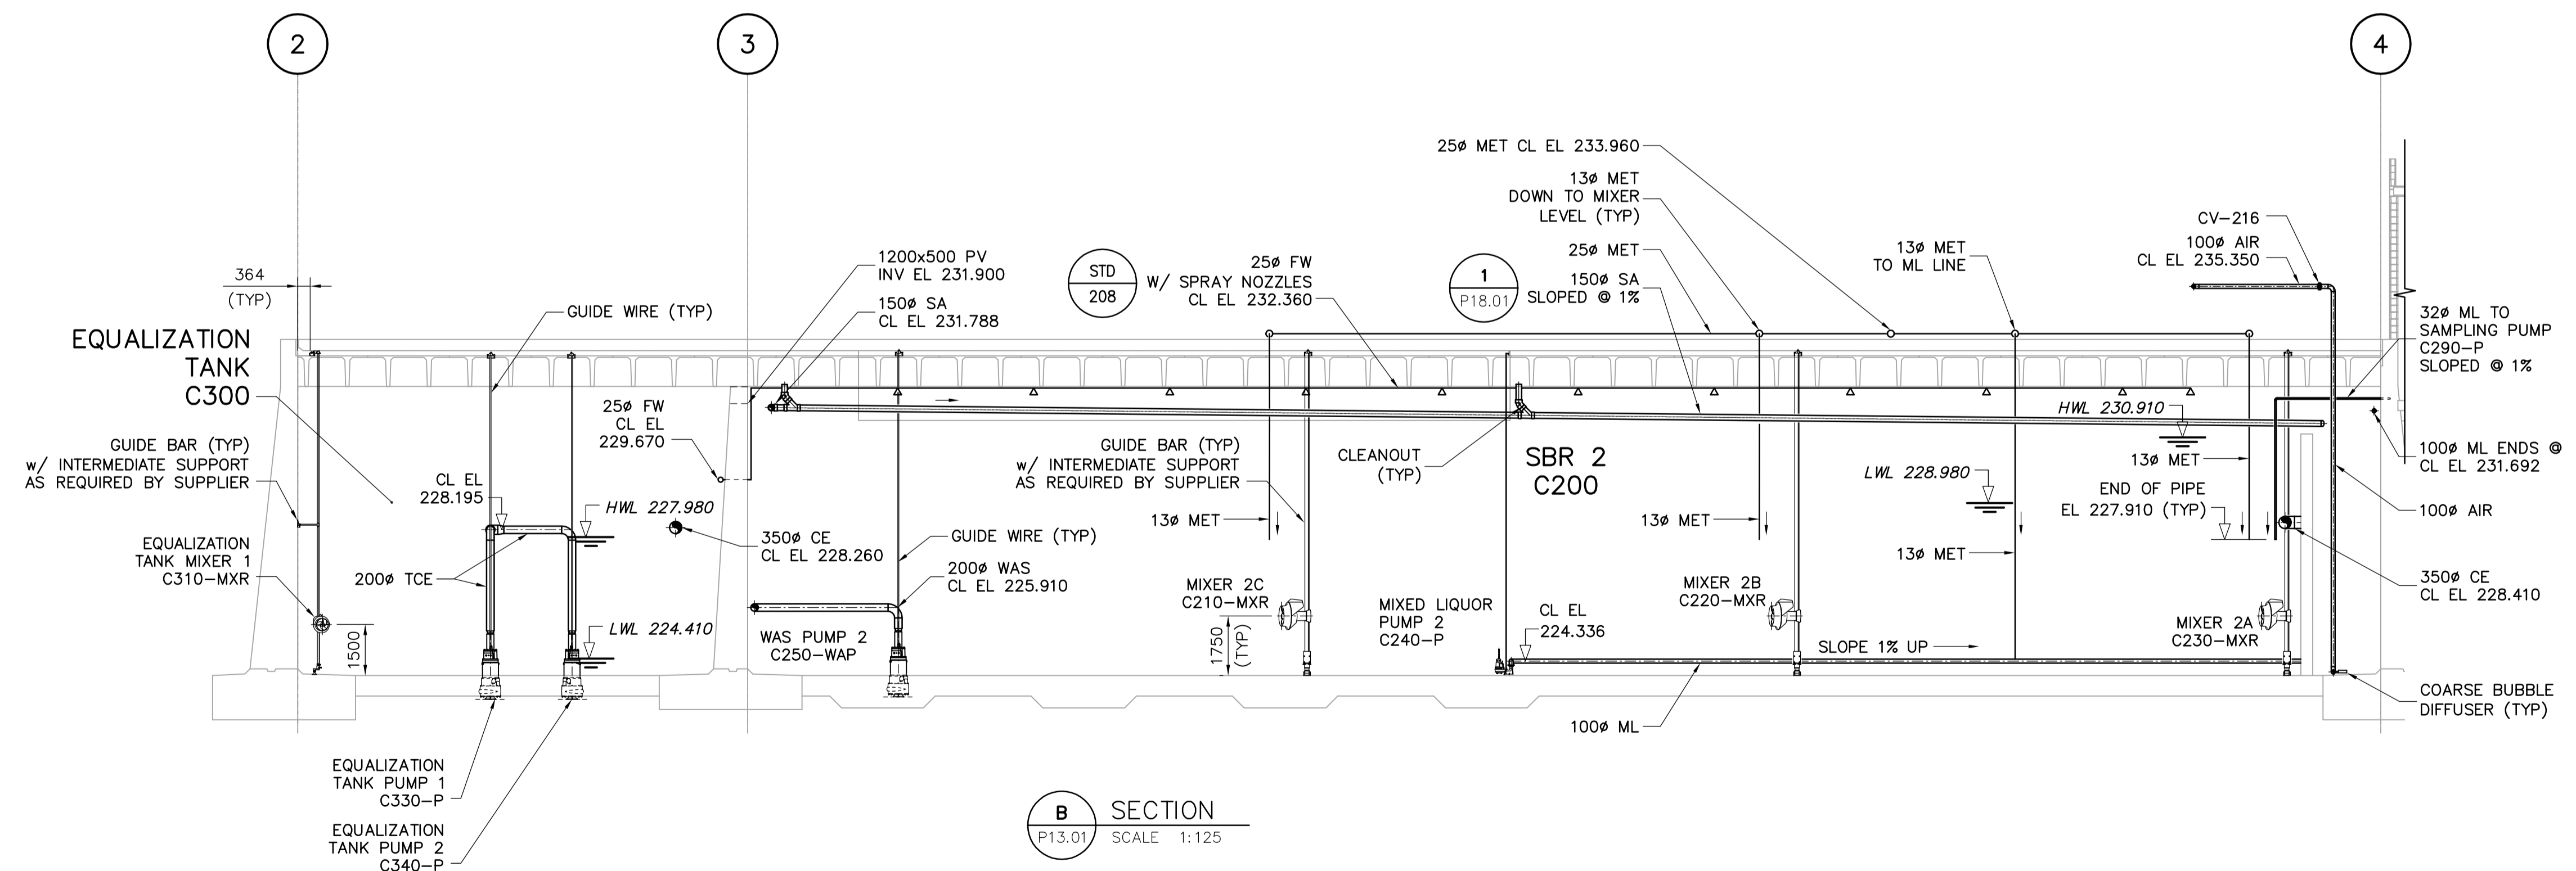 2
3
4
25ø MET CL EL 233.960
13ø MET
DOWN TO MIXER
LEVEL (TYP)
25ø MET
13ø MET
TO ML LINE
CV-216
100ø AIR
CL EL 235.350
364
(TYP)
GUIDE WIRE (TYP)
1200x500 PV
INV EL 231.900
150ø SA
CL EL 231.788
STD
208
25ø FW
W/ SPRAY NOZZLES
CL EL 232.360
1
P18.01
150ø SA
SLOPED @ 1%
32ø ML TO
SAMPLING PUMP
C290-P
SLOPED @ 1%
EQUALIZATION
TANK
C300
25ø FW
CL EL
229.670
HWL 230.910
GUIDE BAR (TYP)
w/ INTERMEDIATE SUPPORT
AS REQUIRED BY SUPPLIER
CL EL
228.195
HWL 227.980
GUIDE BAR (TYP)
w/ INTERMEDIATE SUPPORT
AS REQUIRED BY SUPPLIER
CLEANOUT
(TYP)
SBR 2
C200
LWL 228.980
13ø MET
100ø ML ENDS @
CL EL 231.692
END OF PIPE
EL 227.910 (TYP)
100ø AIR
EQUALIZATION
TANK MIXER 1
C310-MXR
200ø TCE
350ø CE
CL EL 228.260
GUIDE WIRE (TYP)
200ø WAS
CL EL 225.910
13ø MET
13ø MET
13ø MET
350ø CE
CL EL 228.410
1500
LWL 224.410
WAS PUMP 2
C250-WAP
MIXER 2C
C210-MXR
1750
(TYP)
MIXED LIQUOR
PUMP 2
C240-P
CL EL
224.336
MIXER 2B
C220-MXR
SLOPE 1% UP
MIXER 2A
C230-MXR
COARSE BUBBLE
DIFFUSER (TYP)
100ø ML
EQUALIZATION
TANK PUMP 1
C330-P
EQUALIZATION
TANK PUMP 2
C340-P
B
P13.01
SECTION
SCALE 1:125